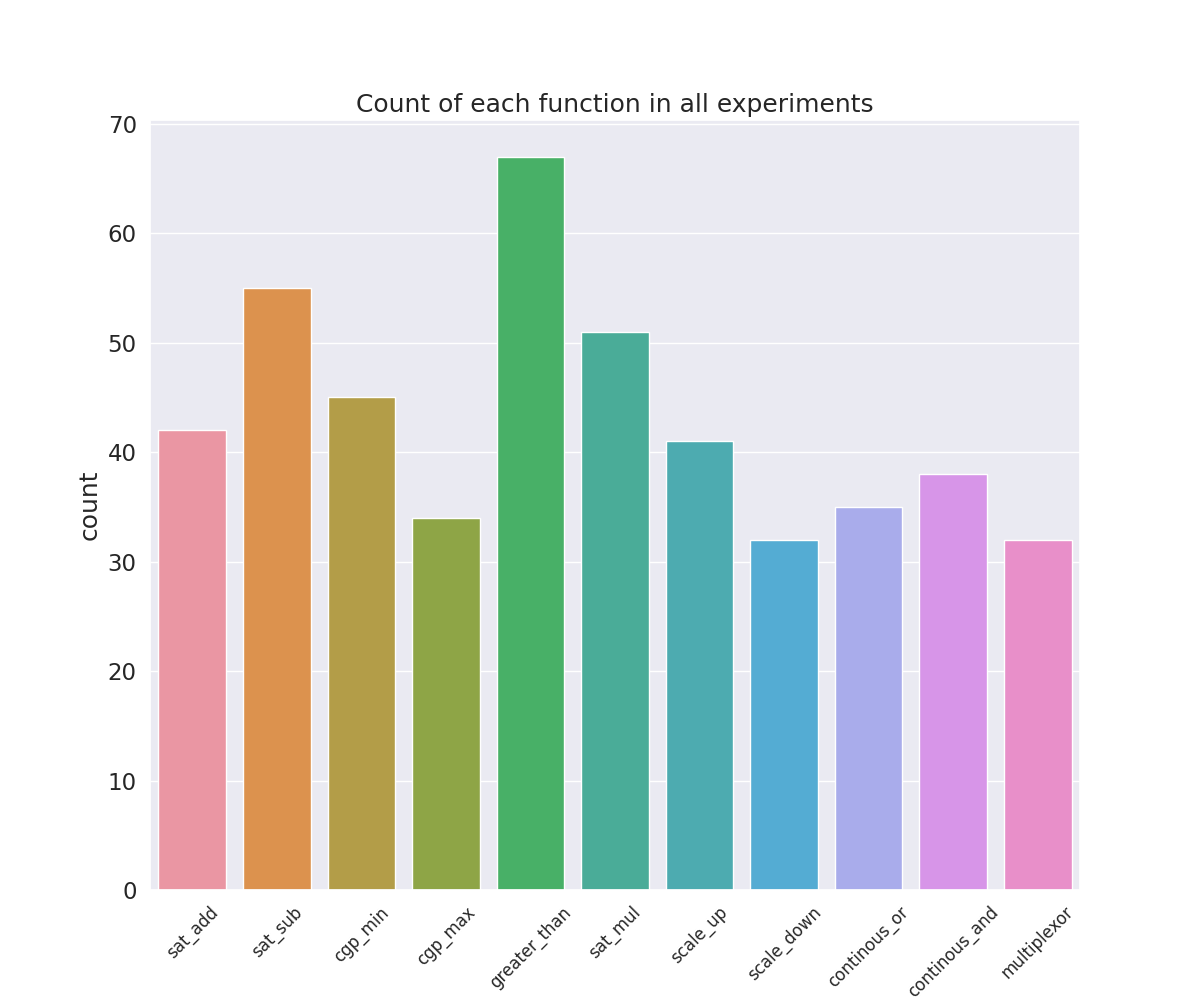 Count of each function in all experiments
70
60
50
40
30
20
10
0
count
sat_add
sat_sub
cgp_min
cgp_max
greater_than
sat_mul
scale_up
scale_down
continous_or
continous_and
multiplexor